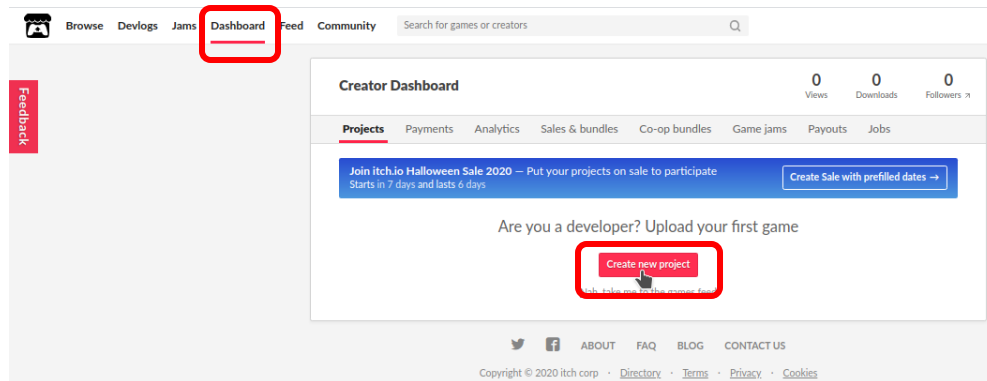 Browse Devlogs Jams Dashboard Feed Community Search for games or creators
Feedback
Creator Dashboard
0 0 0
Views Downloads Followers ↗
Projects Payments Analytics Sales & bundles Co-op bundles Game jams Payouts Jobs
Join itch.io Halloween Sale 2020 — Put your projects on sale to participate
Starts in 7 days and lasts 6 days
Create Sale with prefilled dates →
Are you a developer? Upload your first game
Create new project
Nah, take me to the games feed
ABOUT FAQ BLOG CONTACT US
Copyright © 2020 itch corp · Directory · Terms · Privacy · Cookies